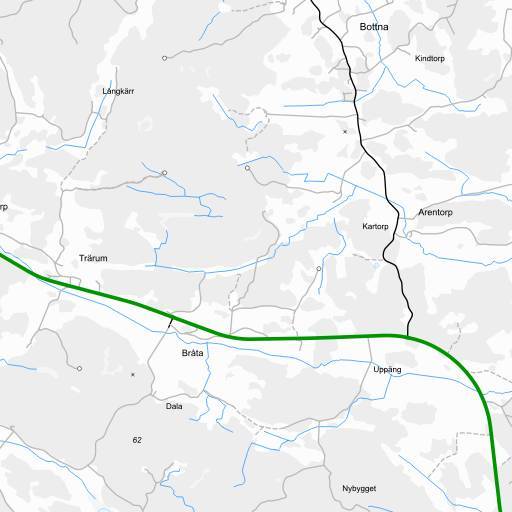 Bottna
Kindtorp
Långkärr
rp
Arentorp
Kartorp
Trärum
Bråta
Uppäng
Dala
62
Nybygget